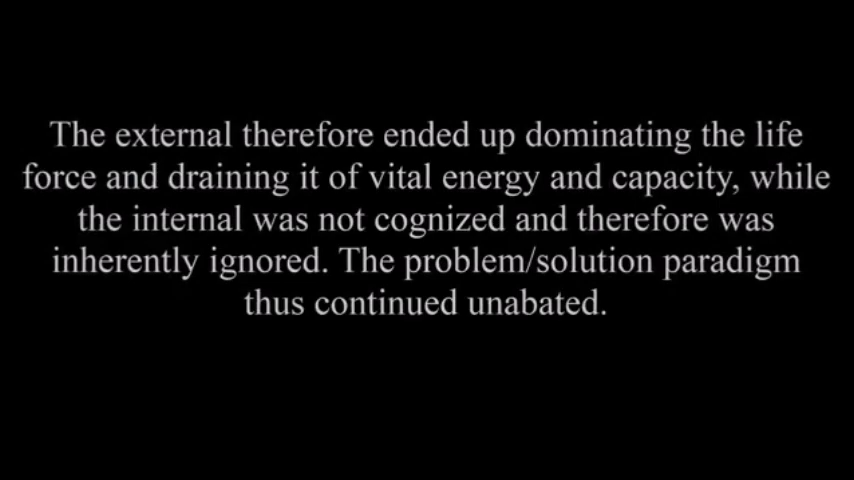 The external therefore ended up dominating the life
force and draining it of vital energy and capacity, while
the internal was not cognized and therefore was
inherently ignored. The problem/solution paradigm
thus continued unabated.